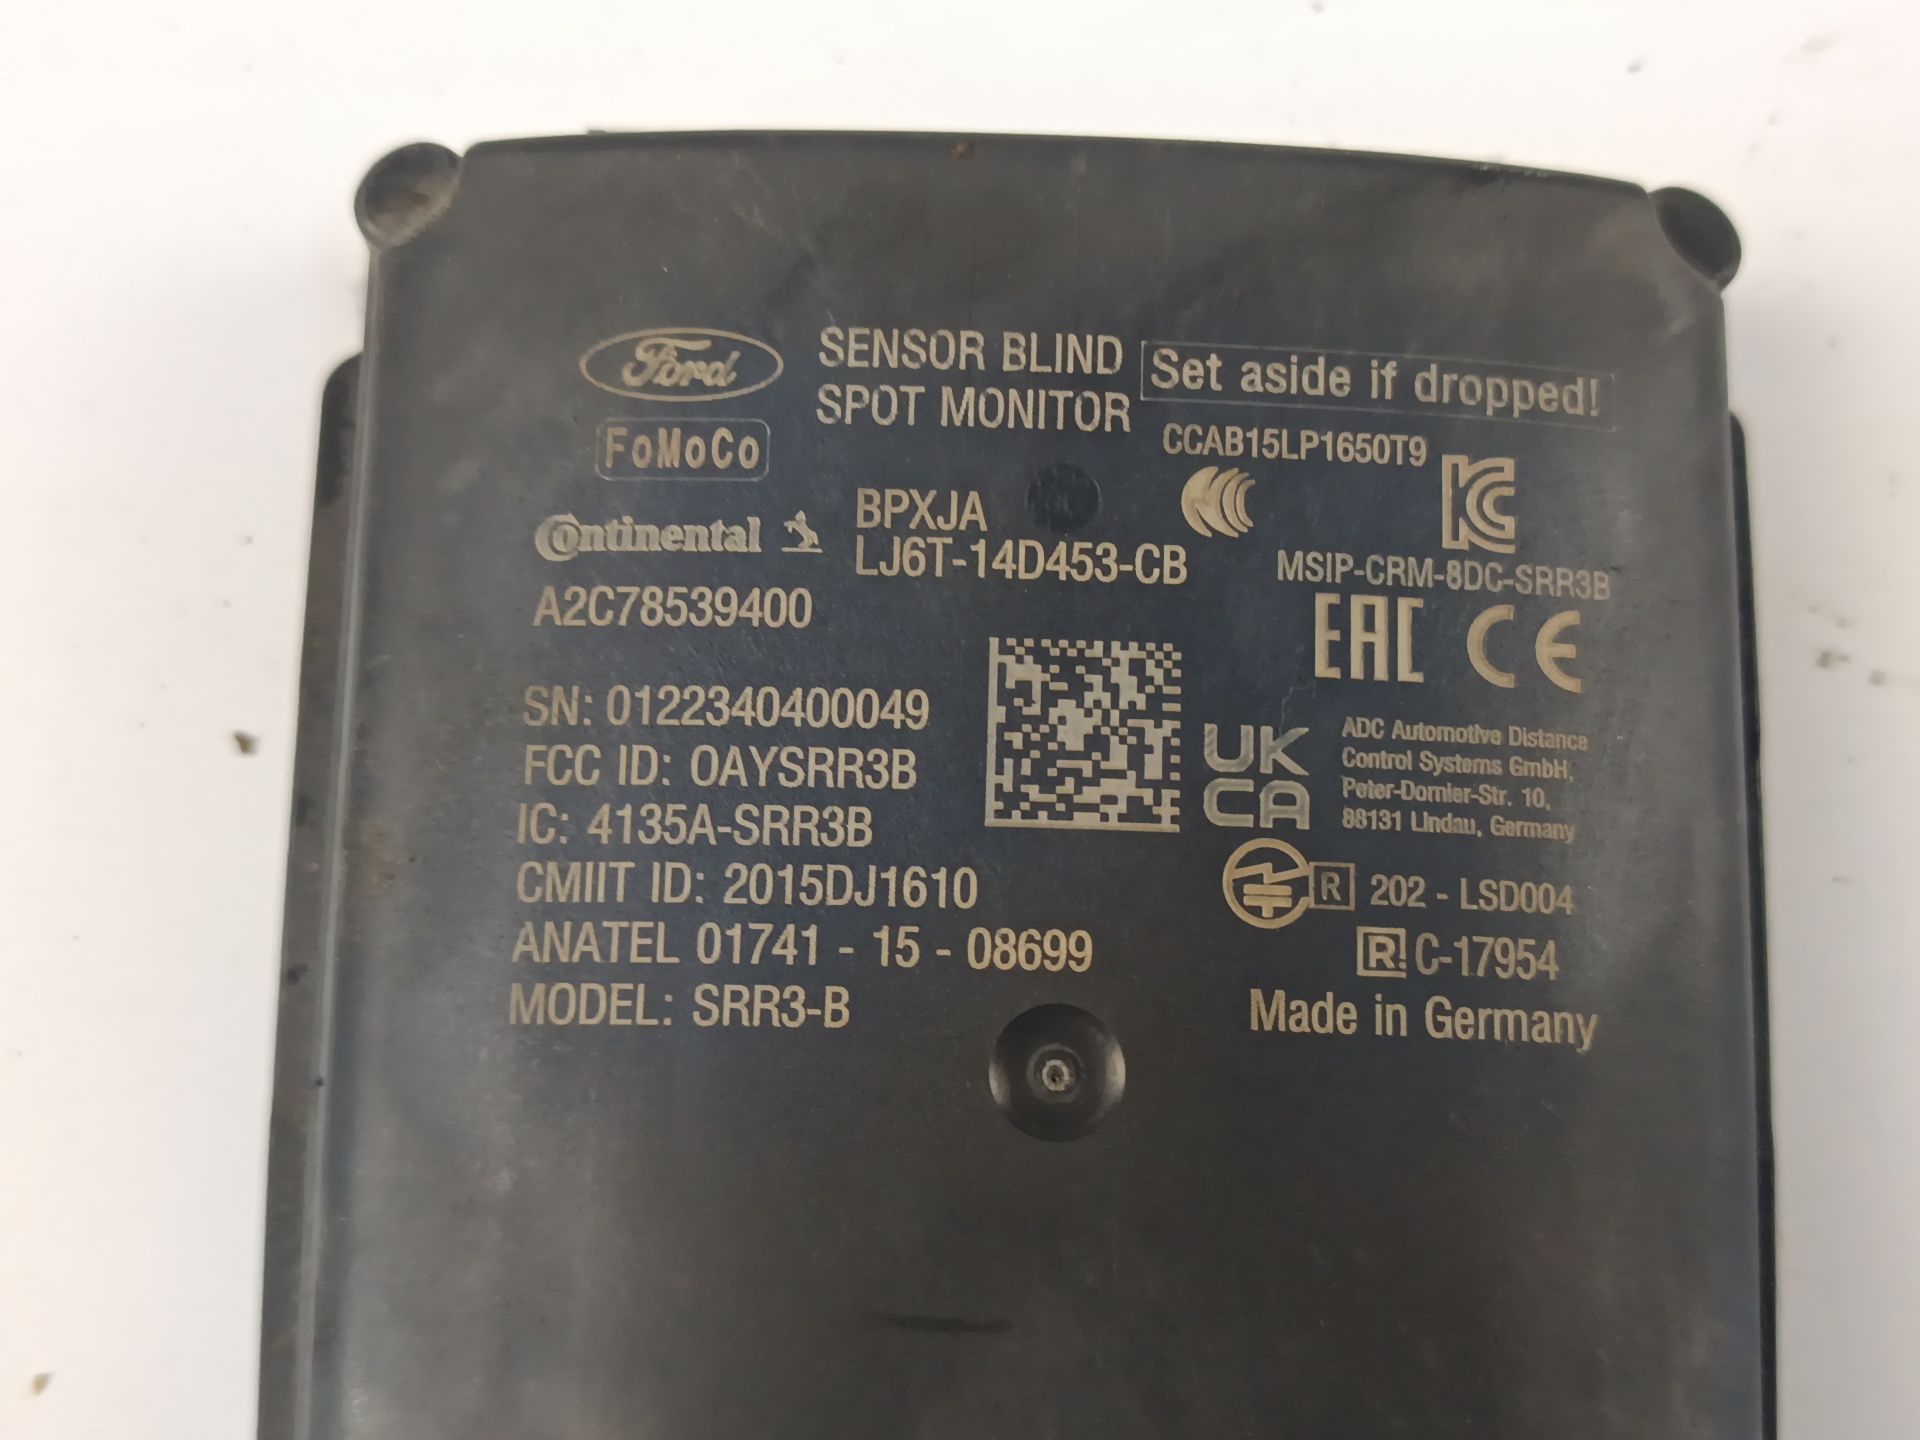 Ford
SENSOR BLIND
SPOT MONITOR
Set aside if dropped!
FoMoCo
CCAB15LP1650T9
Continental
BPXJA
LJ6T-14D453-CB
MSIP-CRM-8DC-SRR3B
A2C78539400
EAC CE
SN: 0122340400049
FCC ID: OAYSRR3B
IC: 4135A-SRR3B
CMIIT ID: 2015DJ1610
ANATEL 01741 - 15 - 08699
MODEL: SRR3-B
UK
CA
ADC Automotive Distance
Control Systems GmbH,
Peter-Dornier-Str. 10,
88131 Lindau, Germany
R 202 - LSD004
R! C-17954
Made in Germany